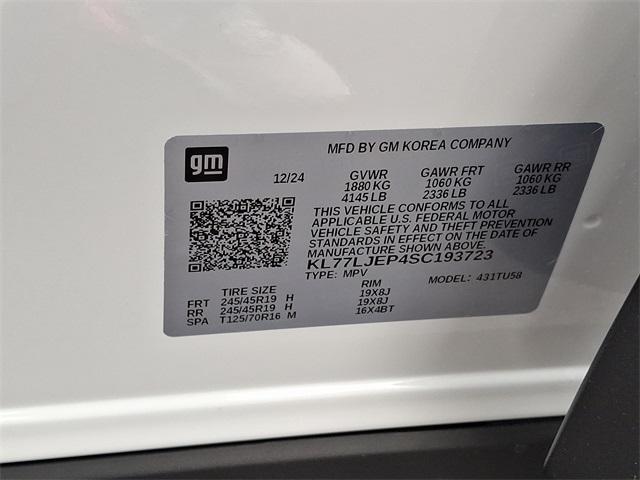 MFD BY GM KOREA COMPANY
gm
12/24
GVWR GAWR FRT GAWR RR
1880 KG 1060 KG 1060 KG
4145 LB 2336 LB 2336 LB
THIS VEHICLE CONFORMS TO ALL
APPLICABLE U.S. FEDERAL MOTOR
VEHICLE SAFETY AND THEFT PREVENTION
STANDARDS IN EFFECT ON THE DATE OF
MANUFACTURE SHOWN ABOVE.
KL77LJEP4SC193723
TYPE: MPV MODEL: 431TU58
TIRE SIZE RIM
FRT 245/45R19 H 19X8J
RR 245/45R19 H 19X8J
SPA T125/70R16 M 16X4BT